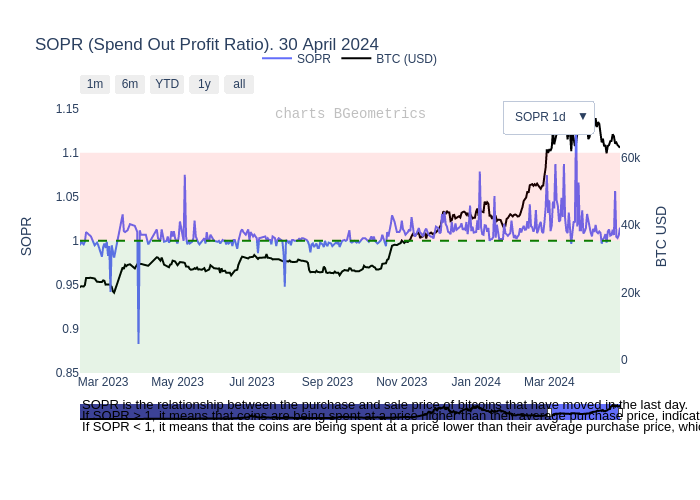 SOPR (Spend Out Profit Ratio). 30 April 2024
SOPR BTC (USD)
1m 6m YTD 1y all
charts BGeometrics
SOPR 1d ▼
1.15
1.1
1.05
1
0.95
0.9
0.85
SOPR
60k
40k
20k
0
BTC USD
Mar 2023 May 2023 Jul 2023 Sep 2023 Nov 2023 Jan 2024 Mar 2024
SOPR is the relationship between the purchase and sale price of bitcoins that have moved in the last day.
If SOPR > 1, it means that coins are being spent at a price higher than their average purchase price, indicat
If SOPR < 1, it means that the coins are being spent at a price lower than their average purchase price, whi